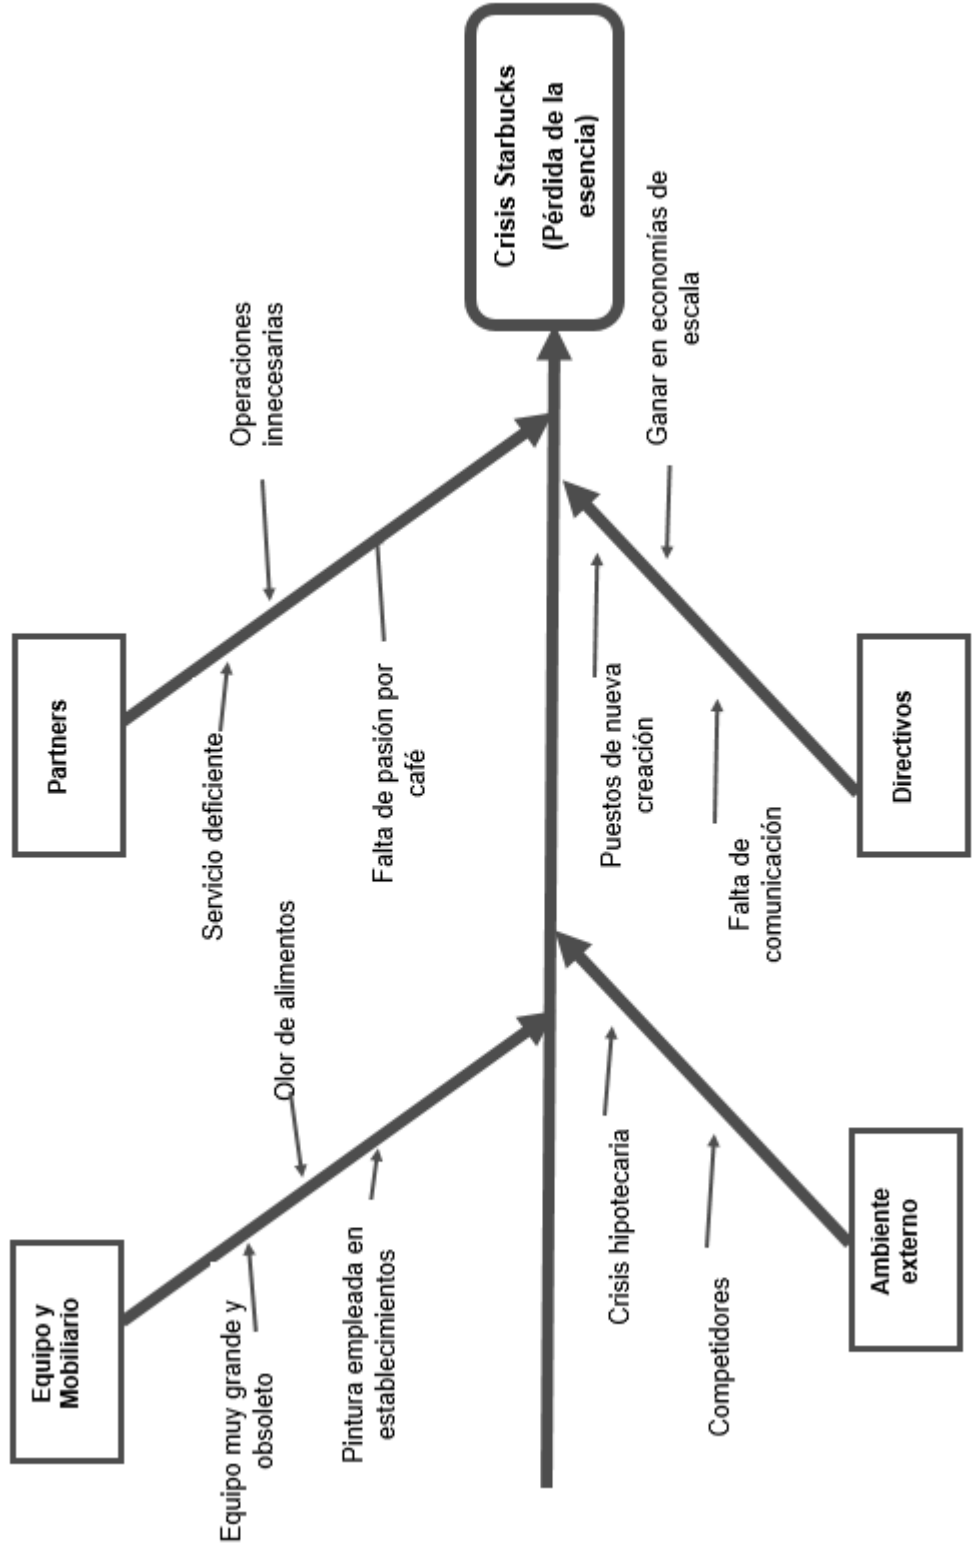 Equipo y
Mobiliario
Partners
Equipo muy grande y
obsoleto
Olor de alimentos
Pintura empleada en
establecimientos
Servicio deficiente
Operaciones
innecesarias
Falta de pasión por
café
Crisis Starbucks
(Pérdida de la
esencia)
Crisis hipotecaria
Competidores
Puestos de nueva
creación
Ganar en economías de
escala
Falta de
comunicación
Ambiente
externo
Directivos